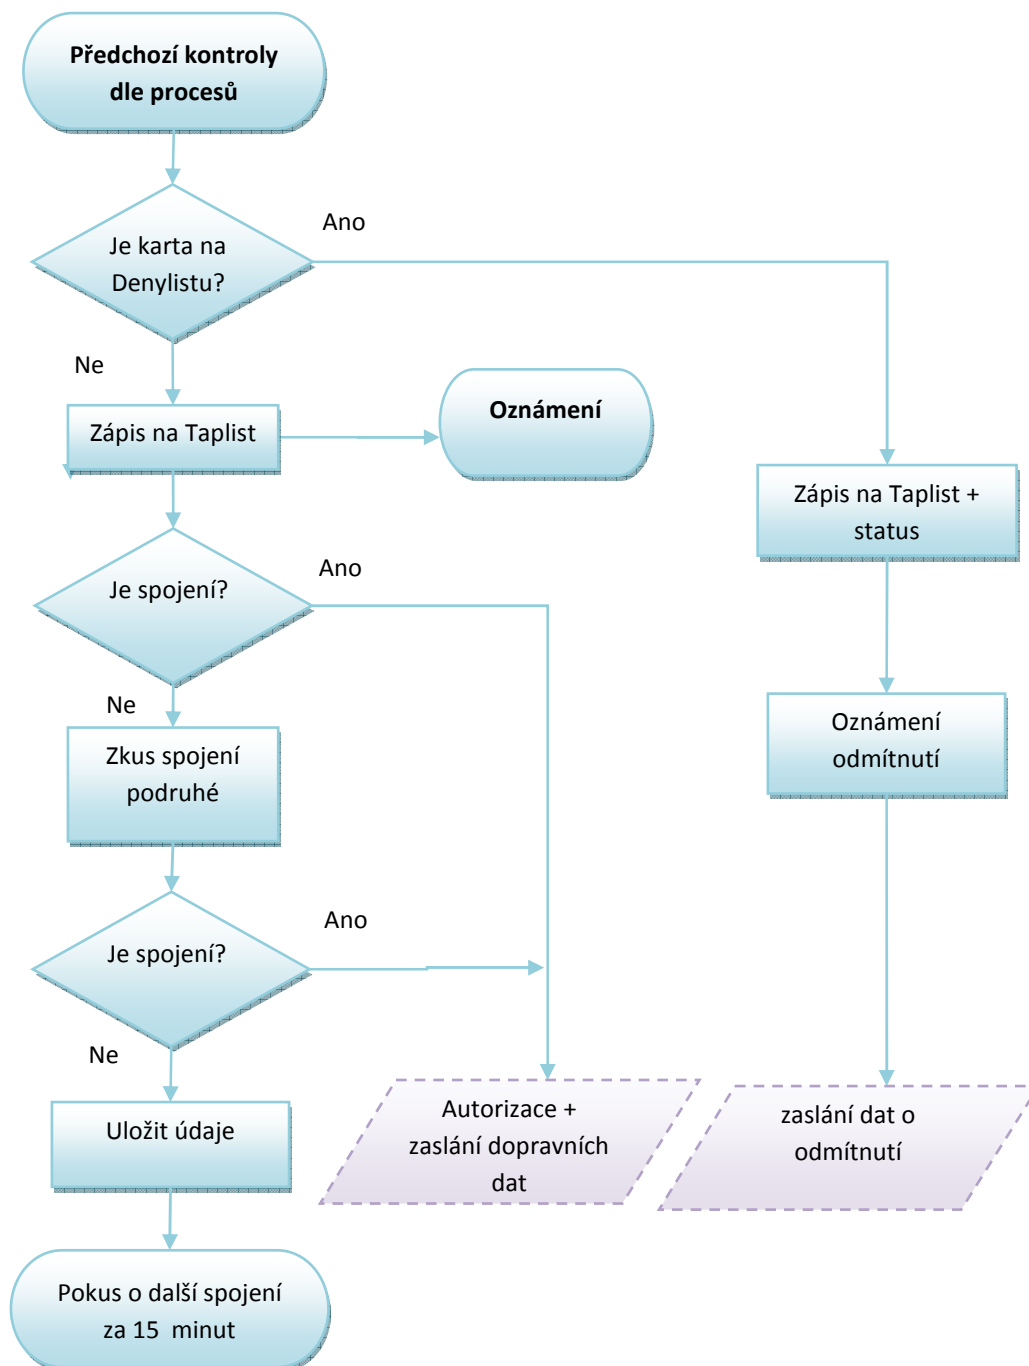 Předchozí kontroly
dle procesů
Ano
Je karta na
Denylistu?
Ne
Zápis na Taplist
Oznámení
Zápis na Taplist +
status
Ano
Je spojení?
Ne
Zkus spojení
podruhé
Oznámení
odmítnutí
Ano
Je spojení?
Ne
Uložit údaje
Autorizace +
zaslání dopravních
dat
zaslání dat o
odmítnutí
Pokus o další spojení
za 15  minut